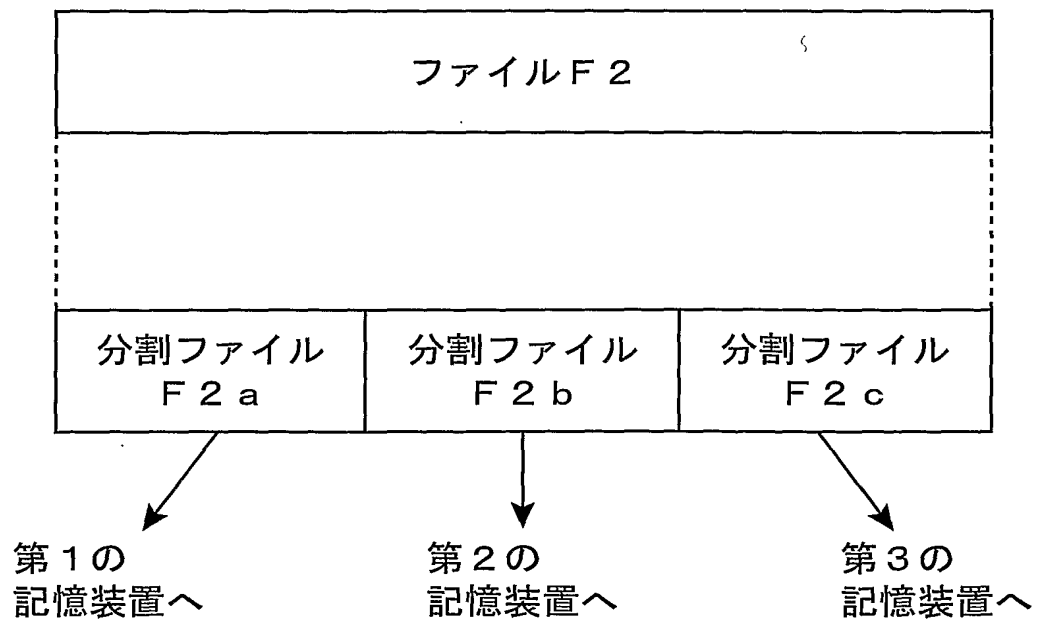 ファイルＦ２
分割ファイル
Ｆ２ａ
分割ファイル
Ｆ２ｂ
分割ファイル
Ｆ２ｃ
第１の
記憶装置へ
第２の
記憶装置へ
第３の
記憶装置へ